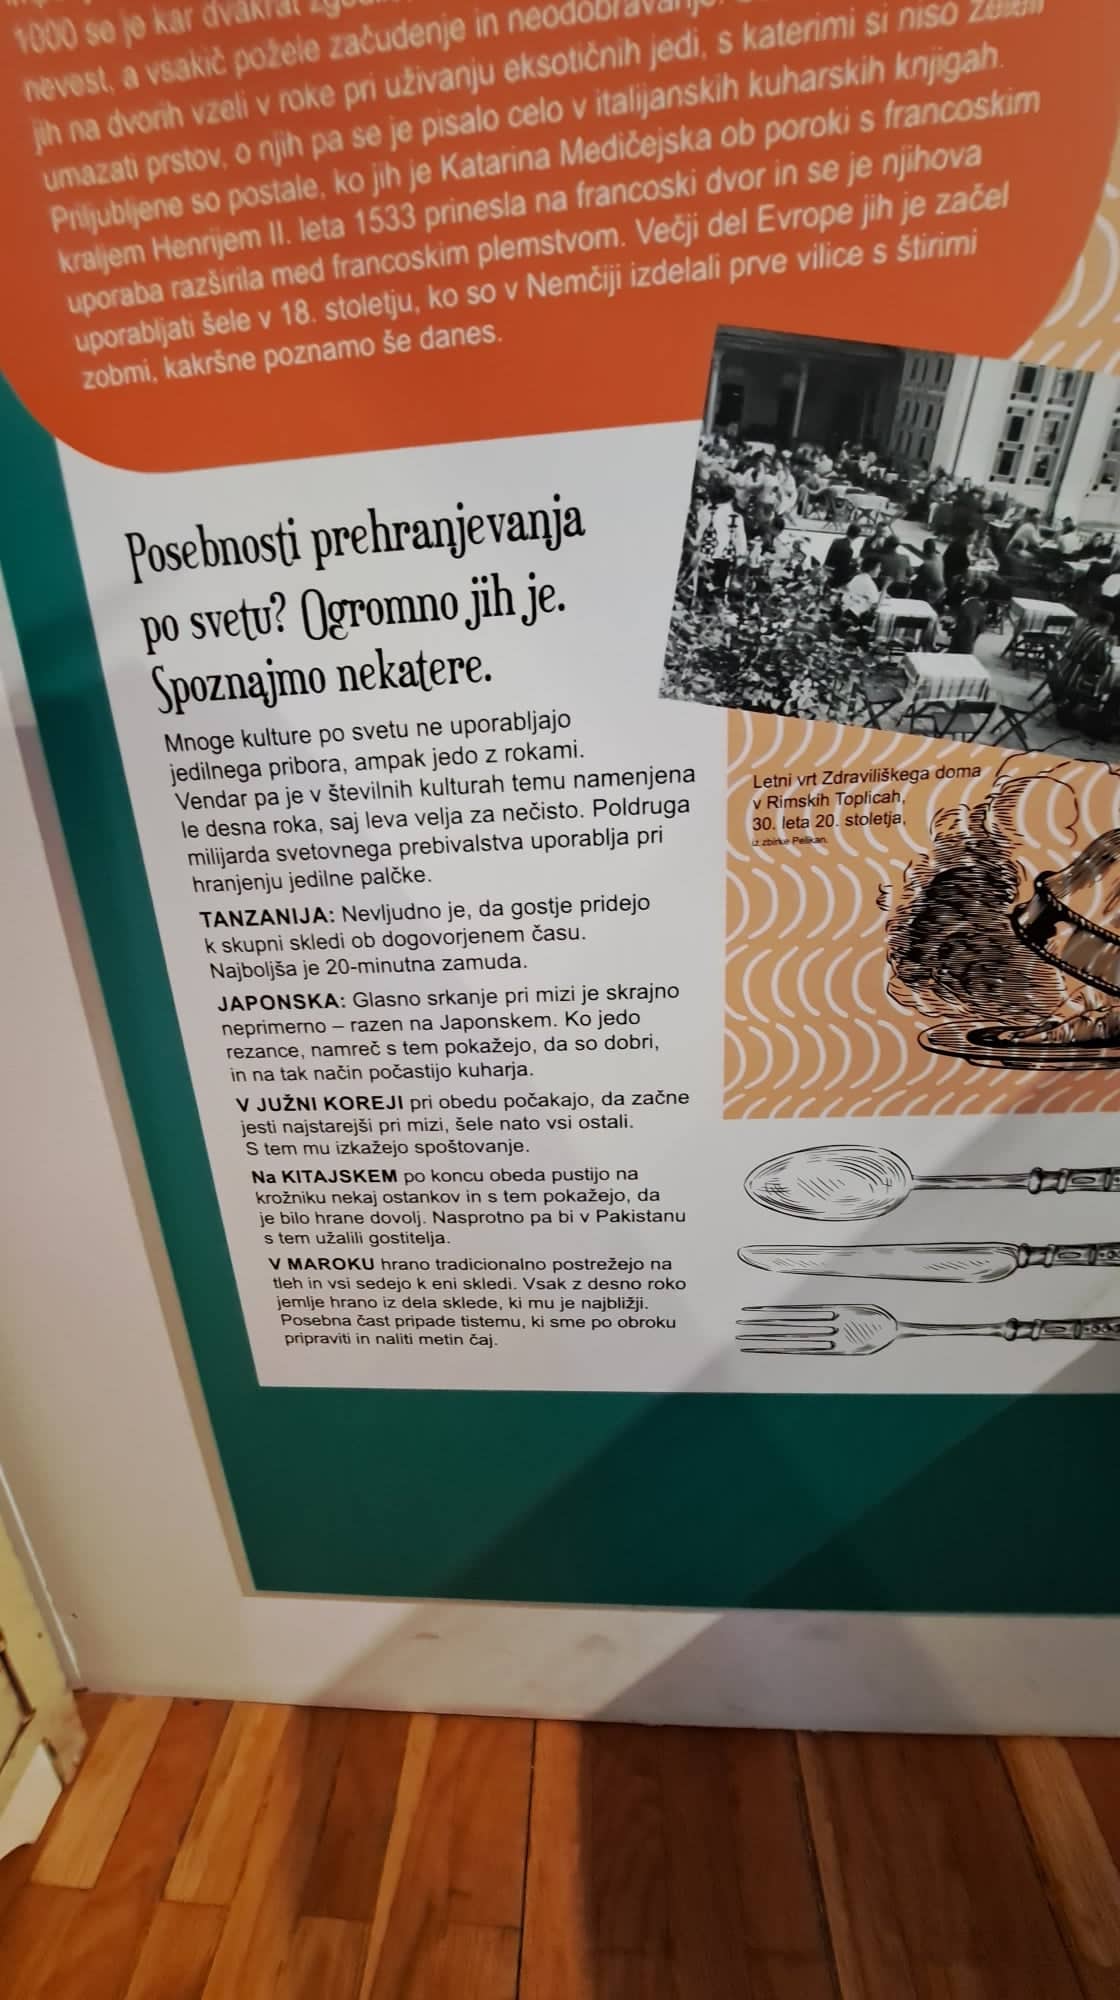 1000 se je kar dvakrat
nevest, a vsakič požele začudenje in neodobravanje.
jih na dvorih vzeli v roke pri uživanju eksotičnih jedi, s katerimi si niso želeli
umazati prstov, o njih pa se je pisalo celo v italijanskih kuharskih knjigah.
Priljubljene so postale, ko jih je Katarina Medičejska ob poroki s francoskim
kraljem Henrijem II. leta 1533 prinesla na francoski dvor in se je njihova
uporaba razširila med francoskim plemstvom. Večji del Evrope jih je začel
uporabljati šele v 18. stoletju, ko so v Nemčiji izdelali prve vilice s štirimi
zobmi, kakršne poznamo še danes.
Posebnosti prehranjevanja
po svetu? Ogromno jih je.
Spoznajmo nekatere.
Mnoge kulture po svetu ne uporabljajo
jedilnega pribora, ampak jedo z rokami.
Vendar pa je v številnih kulturah temu namenjena
le desna roka, saj leva velja za nečisto. Poldruga
milijarda svetovnega prebivalstva uporablja pri
hranjenju jedilne palčke.
TANZANIJA: Nevljudno je, da gostje pridejo
k skupni skledi ob dogovorjenem času.
Najboljša je 20-minutna zamuda.
JAPONSKA: Glasno srkanje pri mizi je skrajno
neprimerno – razen na Japonskem. Ko jedo
rezance, namreč s tem pokažejo, da so dobri,
in na tak način počastijo kuharja.
V JUŽNI KOREJI pri obedu počakajo, da začne
jesti najstarejši pri mizi, šele nato vsi ostali.
S tem mu izkažejo spoštovanje.
Na KITAJSKEM po koncu obeda pustijo na
krožniku nekaj ostankov in s tem pokažejo, da
je bilo hrane dovolj. Nasprotno pa bi v Pakistanu
s tem užalili gostitelja.
V MAROKU hrano tradicionalno postrežejo na
tleh in vsi sedejo k eni skledi. Vsak z desno roko
jemlje hrano iz dela sklede, ki mu je najbližji.
Posebna čast pripade tistemu, ki sme po obroku
pripraviti in naliti metin čaj.
Letni vrt Zdraviliškega doma
v Rimskih Toplicah,
30. leta 20. stoletja,
iz zbirke Pelikan.